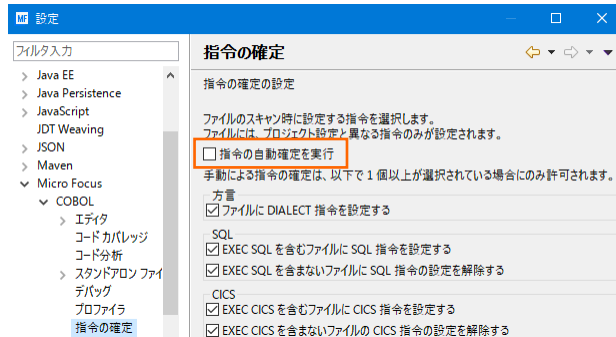 MF 設定
フィルタ入力
Java EE
Java Persistence
JavaScript
JDT Weaving
JSON
Maven
Micro Focus
COBOL
エディタ
コード カバレッジ
コード分析
スタンドアロン ファイ
デバッグ
プロファイラ
指令の確定
指令の確定
指令の確定の設定
ファイルのスキャン時に設定する指令を選択します。
ファイルには、プロジェクト設定と異なる指令のみが設定されます。
指令の自動確定を実行
手動による指令の確定は、以下で 1 個以上が選択されている場合にのみ許可されます。
方言
ファイルに DIALECT 指令を設定する
SQL
EXEC SQL を含むファイルに SQL 指令を設定する
EXEC SQL を含まないファイルに SQL 指令の設定を解除する
CICS
EXEC CICS を含むファイルに CICS 指令を設定する
EXEC CICS を含まないファイルの CICS 指令の設定を解除する